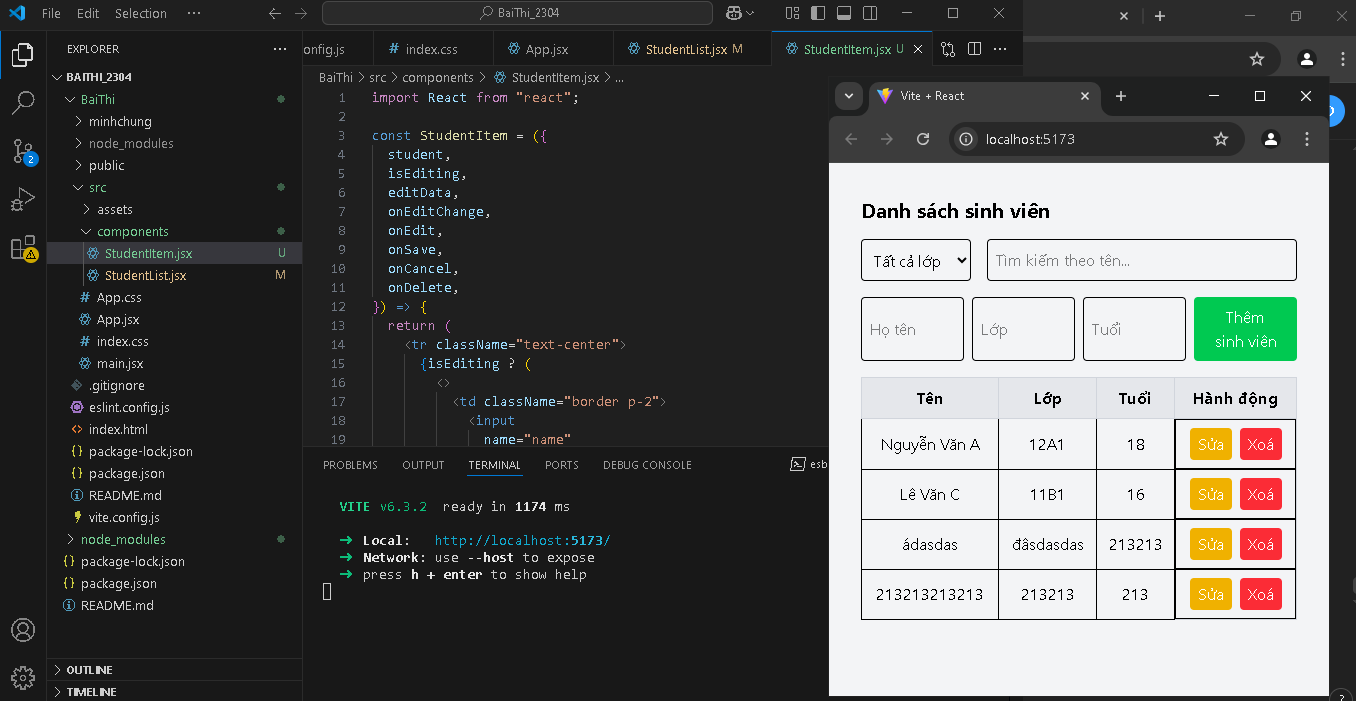 File Edit Selection ··· BaiThi_2304
EXPLORER ···
BAITHI_2304
BaiThi
minhchung
node_modules
public
src
assets
components
StudentItem.jsx U
StudentList.jsx M
# App.css
App.jsx
# index.css
main.jsx
.gitignore
eslint.config.js
<> index.html
{} package-lock.json
{} package.json
README.md
vite.config.js
node_modules
{} package-lock.json
{} package.json
README.md
OUTLINE
TIMELINE
2
onfig.js # index.css App.jsx StudentList.jsx M StudentItem.jsx U ···
BaiThi > src > components > StudentItem.jsx > ...
1 import React from "react";
2
3 const StudentItem = ({
4 student,
5 isEditing,
6 editData,
7 onEditChange,
8 onEdit,
9 onSave,
10 onCancel,
11 onDelete,
12 }) => {
13 return (
14 <tr className="text-center">
15 {isEditing ? (
16 <>
17 <td className="border p-2">
18 <input
19 name="name"
PROBLEMS OUTPUT TERMINAL PORTS DEBUG CONSOLE esb
VITE v6.3.2 ready in 1174 ms
➜ Local: http://localhost:5173/
➜ Network: use --host to expose
➜ press h + enter to show help
Vite + React
localhost:5173
Danh sách sinh viên
Tất cả lớp Tìm kiếm theo tên...
Họ tên Lớp Tuổi Thêm
sinh viên
Tên Lớp Tuổi Hành động
Nguyễn Văn A 12A1 18 Sửa Xoá
Lê Văn C 11B1 16 Sửa Xoá
ádasdas đâsdasdas 213213 Sửa Xoá
213213213213 213213 213 Sửa Xoá